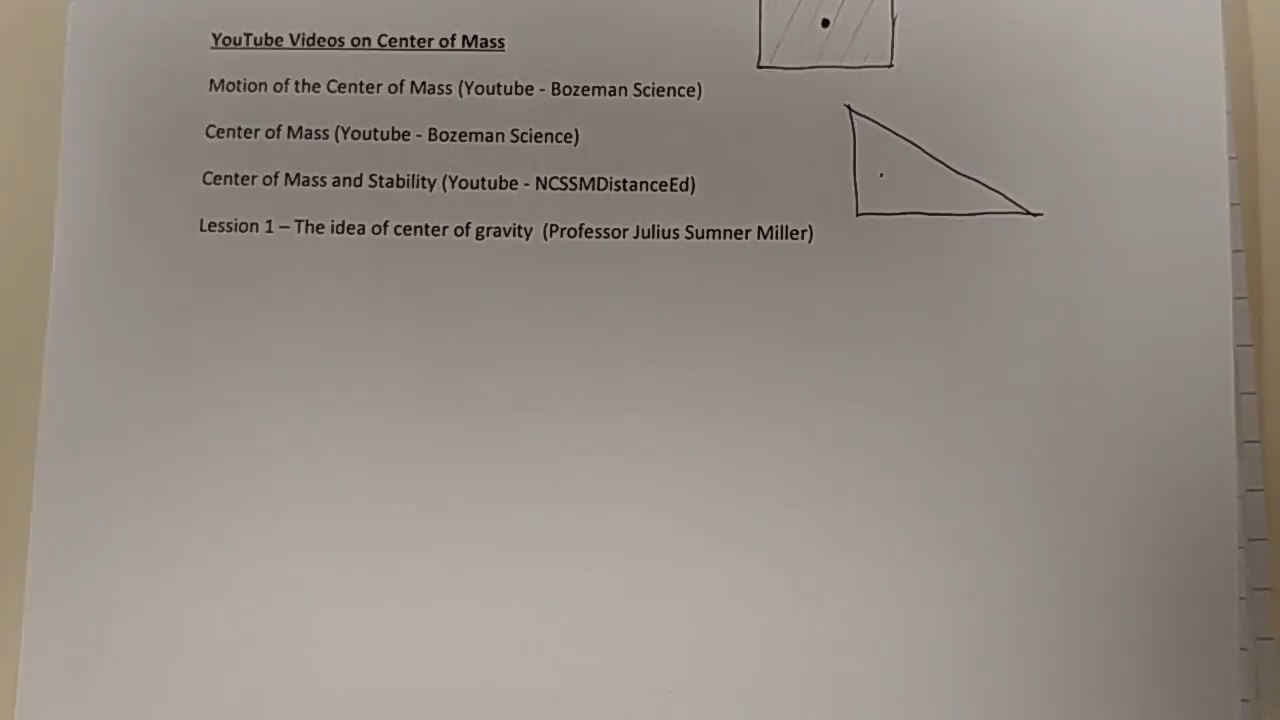 YouTube Videos on Center of Mass
Motion of the Center of Mass (Youtube - Bozeman Science)
Center of Mass (Youtube - Bozeman Science)
Center of Mass and Stability (Youtube - NCSSMDistanceEd)
Lession 1 – The idea of center of gravity (Professor Julius Sumner Miller)